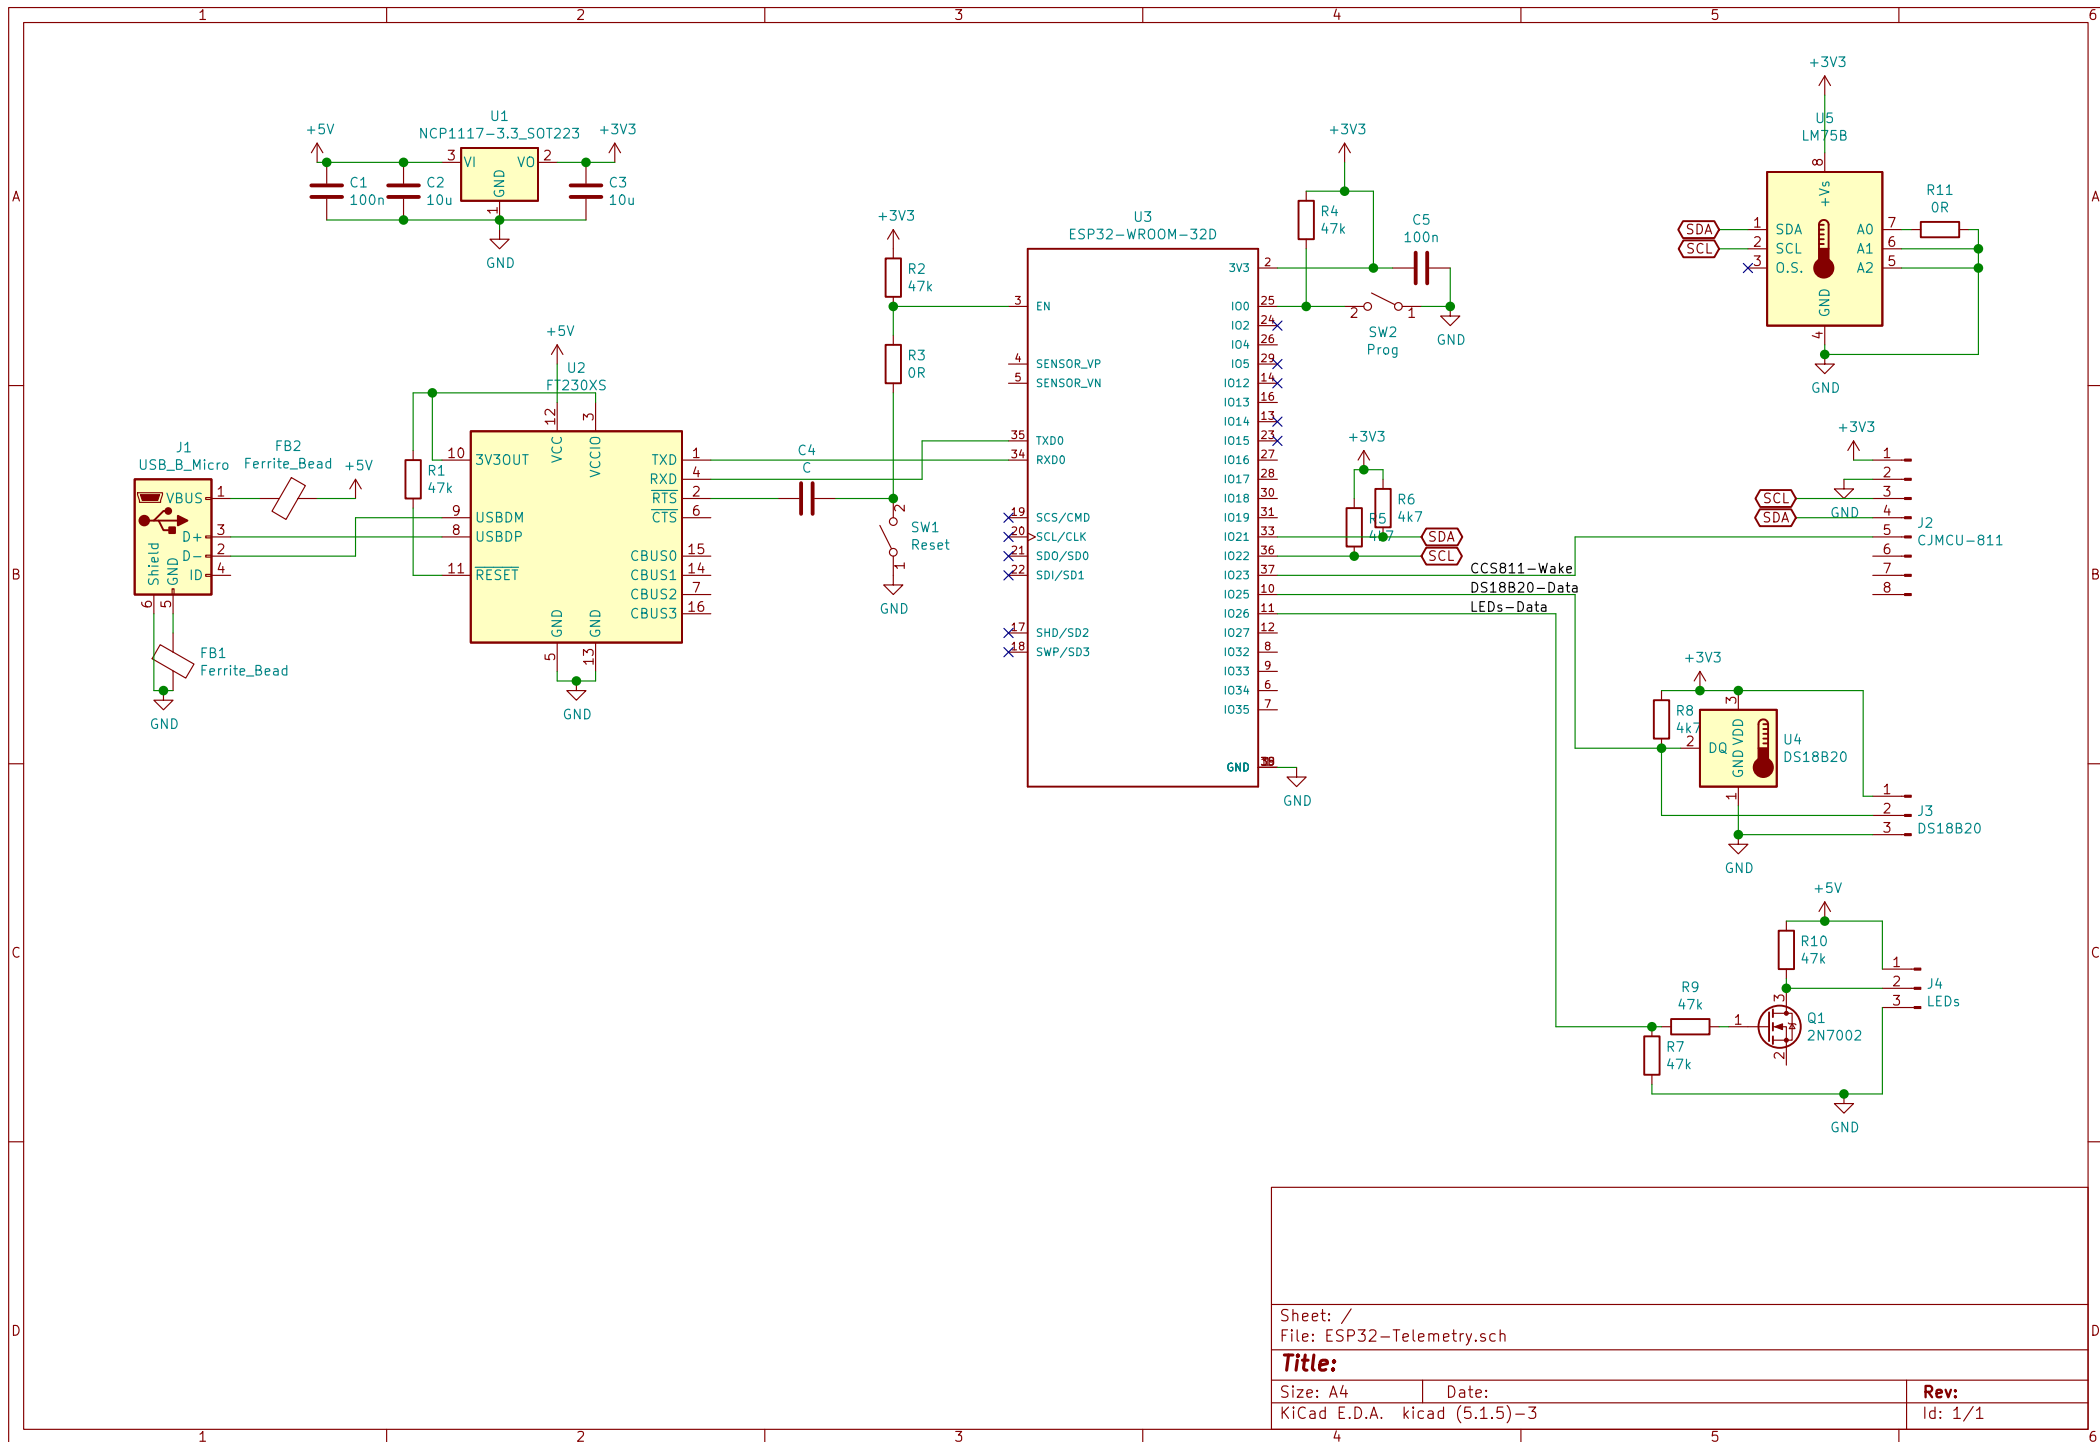 1 2 3 4 5 6
A
B
C
D
+5V
U1
NCP1117-3.3_SOT223
+3V3
3 VI VO 2
GND
1
C1
100n
C2
10u
C3
10u
GND
J1
USB_B_Micro
VBUS 1
D+ 3
D- 2
ID 4
Shield
GND
6 5
FB2
Ferrite_Bead
+5V
FB1
Ferrite_Bead
GND
R1
47k
+5V
U2
FT230XS
12 3
VCC VCCIO
10 3V3OUT
9 USBDM
8 USBDP
11 RESET
TXD 1
RXD 4
RTS 2
CTS 6
CBUS0 15
CBUS1 14
CBUS2 7
CBUS3 16
GND GND
5 13
GND
C4
C
+3V3
R2
47k
R3
0R
2
SW1
Reset
1
GND
U3
ESP32-WROOM-32D
3 EN
4 SENSOR_VP
5 SENSOR_VN
35 TXD0
34 RXD0
19 SCS/CMD
20 SCL/CLK
21 SDO/SD0
22 SDI/SD1
17 SHD/SD2
18 SWP/SD3
3V3 2
IO0 25
IO2 24
IO4 26
IO5 29
IO12 14
IO13 16
IO14 13
IO15 23
IO16 27
IO17 28
IO18 30
IO19 31
IO21 33
IO22 36
IO23 37
IO25 10
IO26 11
IO27 12
IO32 8
IO33 9
IO34 6
IO35 7
GND
GND
+3V3
R4
47k
C5
100n
2 1
SW2
Prog
GND
+3V3
R6
4k7
R5
4k7
SDA
SCL
CCS811-Wake
DS18B20-Data
LEDs-Data
+3V3
U5
LM75B
8
+Vs
SDA 1 SDA
SCL 2 SCL
3 O.S.
A0 7
A1 6
A2 5
GND
4
R11
0R
GND
+3V3
1
2
SCL 3
GND
SDA 4
5
6
7
8
J2
CJMCU-811
+3V3
R8
4k7
3
2 DQ
GND VDD
1
U4
DS18B20
1
2
3
J3
DS18B20
GND
+5V
R10
47k
1
2
3
J4
LEDs
R9
47k
3
1
2
Q1
2N7002
R7
47k
GND
Sheet: /
File: ESP32-Telemetry.sch
Title:
Size: A4 Date: Rev:
KiCad E.D.A. kicad (5.1.5)-3 Id: 1/1
A
B
C
D
1 2 3 4 5 6